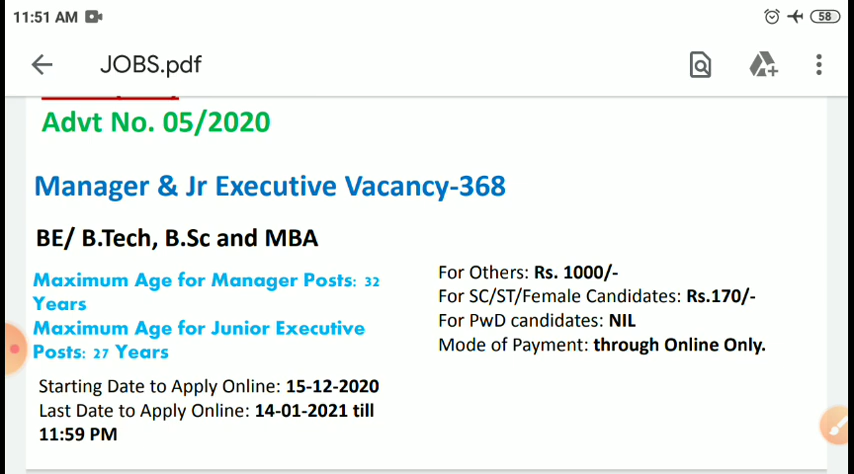 11:51 AM
58
JOBS.pdf
Advt No. 05/2020
Manager & Jr Executive Vacancy-368
BE/ B.Tech, B.Sc and MBA
Maximum Age for Manager Posts: 32
Years
Maximum Age for Junior Executive
Posts: 27 Years
Starting Date to Apply Online: 15-12-2020
Last Date to Apply Online: 14-01-2021 till
11:59 PM
For Others: Rs. 1000/-
For SC/ST/Female Candidates: Rs.170/-
For PwD candidates: NIL
Mode of Payment: through Online Only.